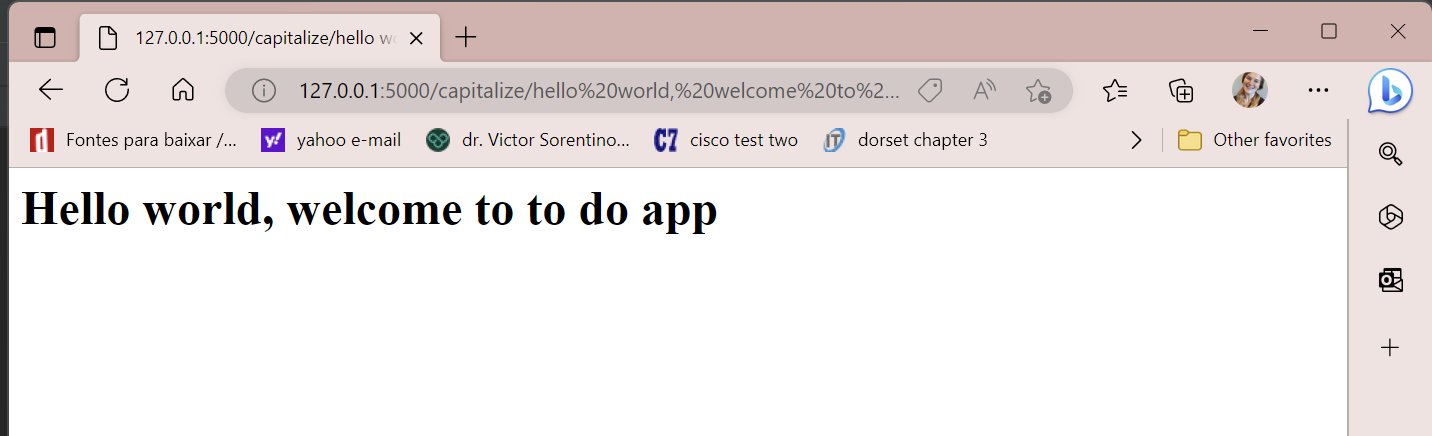 127.0.0.1:5000/capitalize/hello w
127.0.0.1:5000/capitalize/hello%20world,%20welcome%20to%2...
Fontes para baixar /... yahoo e-mail dr. Victor Sorentino... C7 cisco test two IT dorset chapter 3 Other favorites
Hello world, welcome to to do app